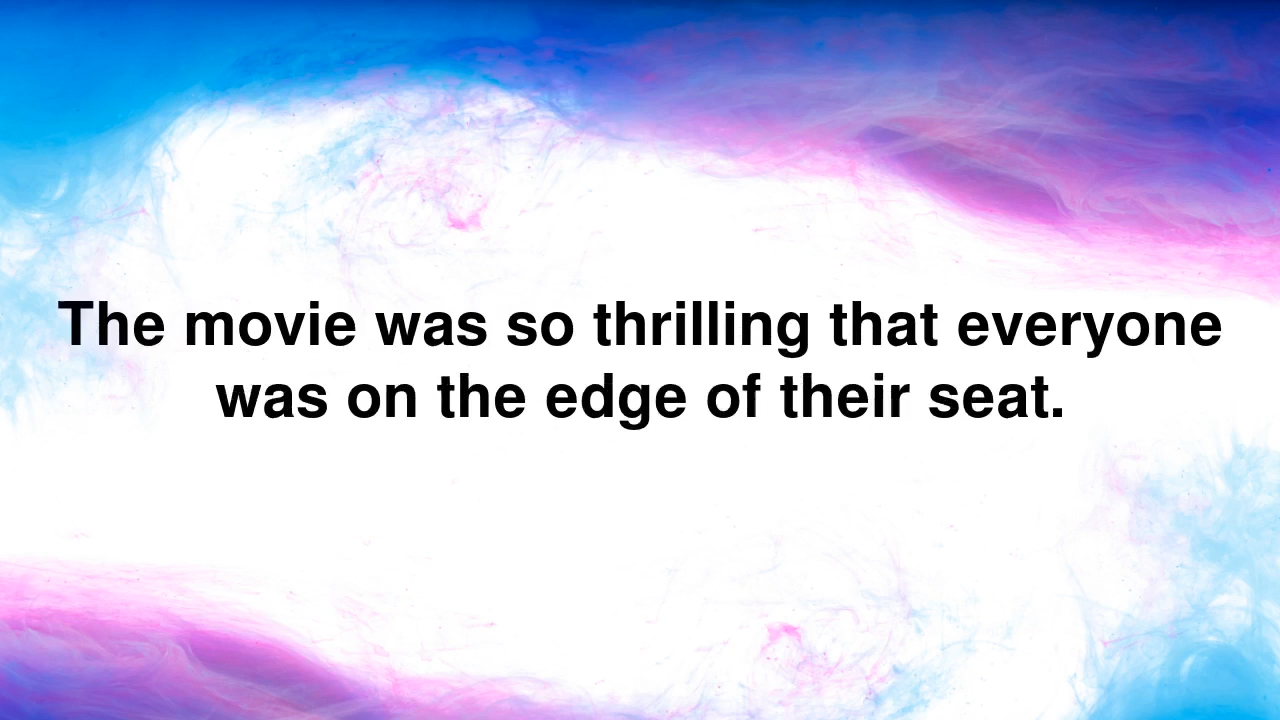 The movie was so thrilling that everyone
was on the edge of their seat.